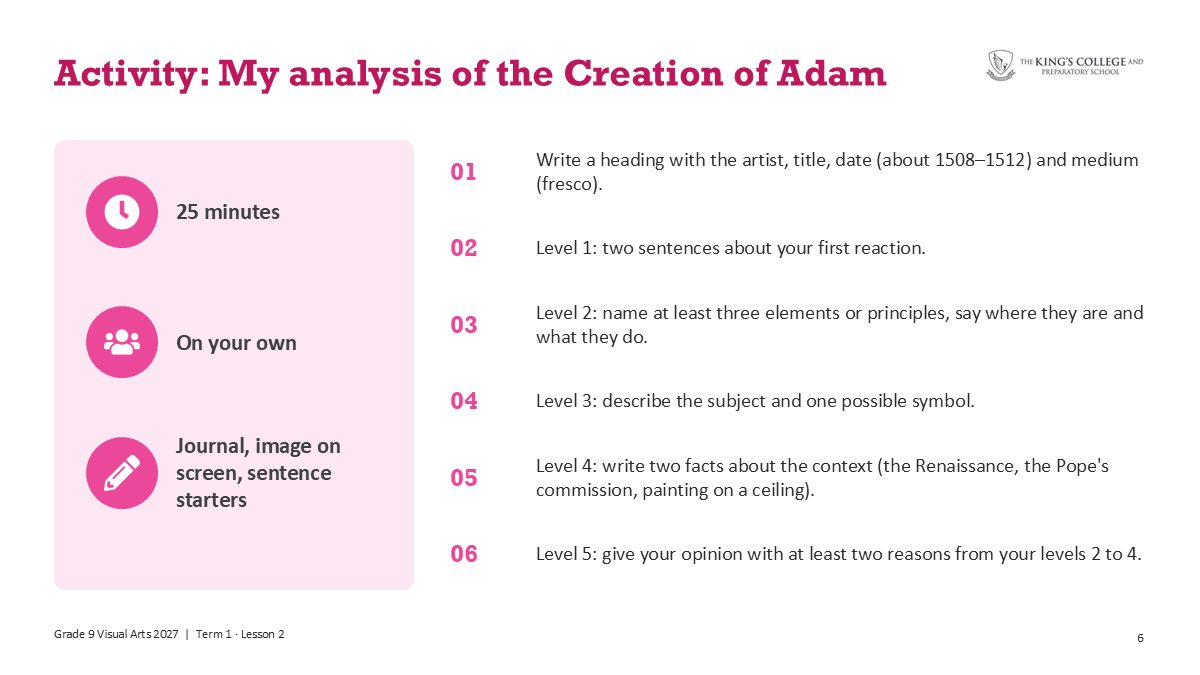 Activity: My analysis of the Creation of Adam
THE KING'S COLLEGE AND
PREPARATORY SCHOOL
25 minutes
On your own
Journal, image on
screen, sentence
starters
01
Write a heading with the artist, title, date (about 1508–1512) and medium
(fresco).
02
Level 1: two sentences about your first reaction.
03
Level 2: name at least three elements or principles, say where they are and
what they do.
04
Level 3: describe the subject and one possible symbol.
05
Level 4: write two facts about the context (the Renaissance, the Pope's
commission, painting on a ceiling).
06
Level 5: give your opinion with at least two reasons from your levels 2 to 4.
Grade 9 Visual Arts 2027 | Term 1 · Lesson 2
6